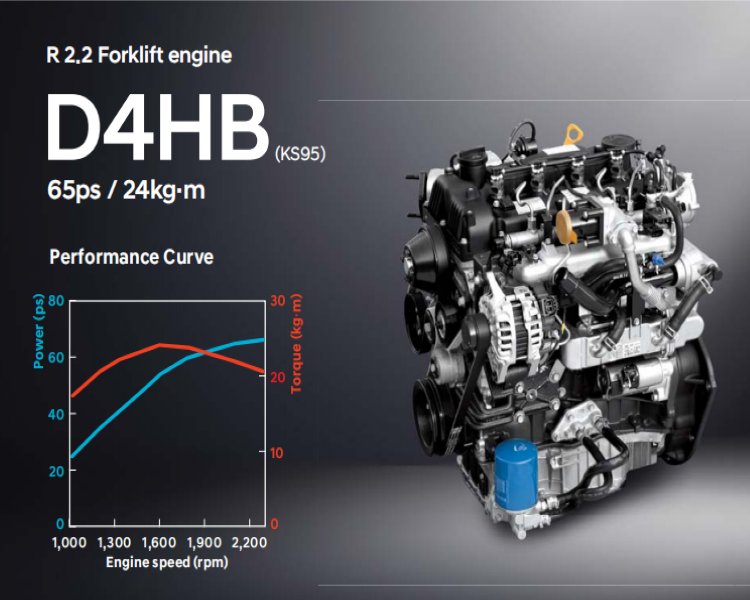 R 2.2 Forklift engine
D4HB (KS95)
65ps / 24kg·m
Performance Curve
Power (ps)
80
60
40
20
0
Torque (kg·m)
30
20
10
0
1,000 1,300 1,600 1,900 2,200
Engine speed (rpm)